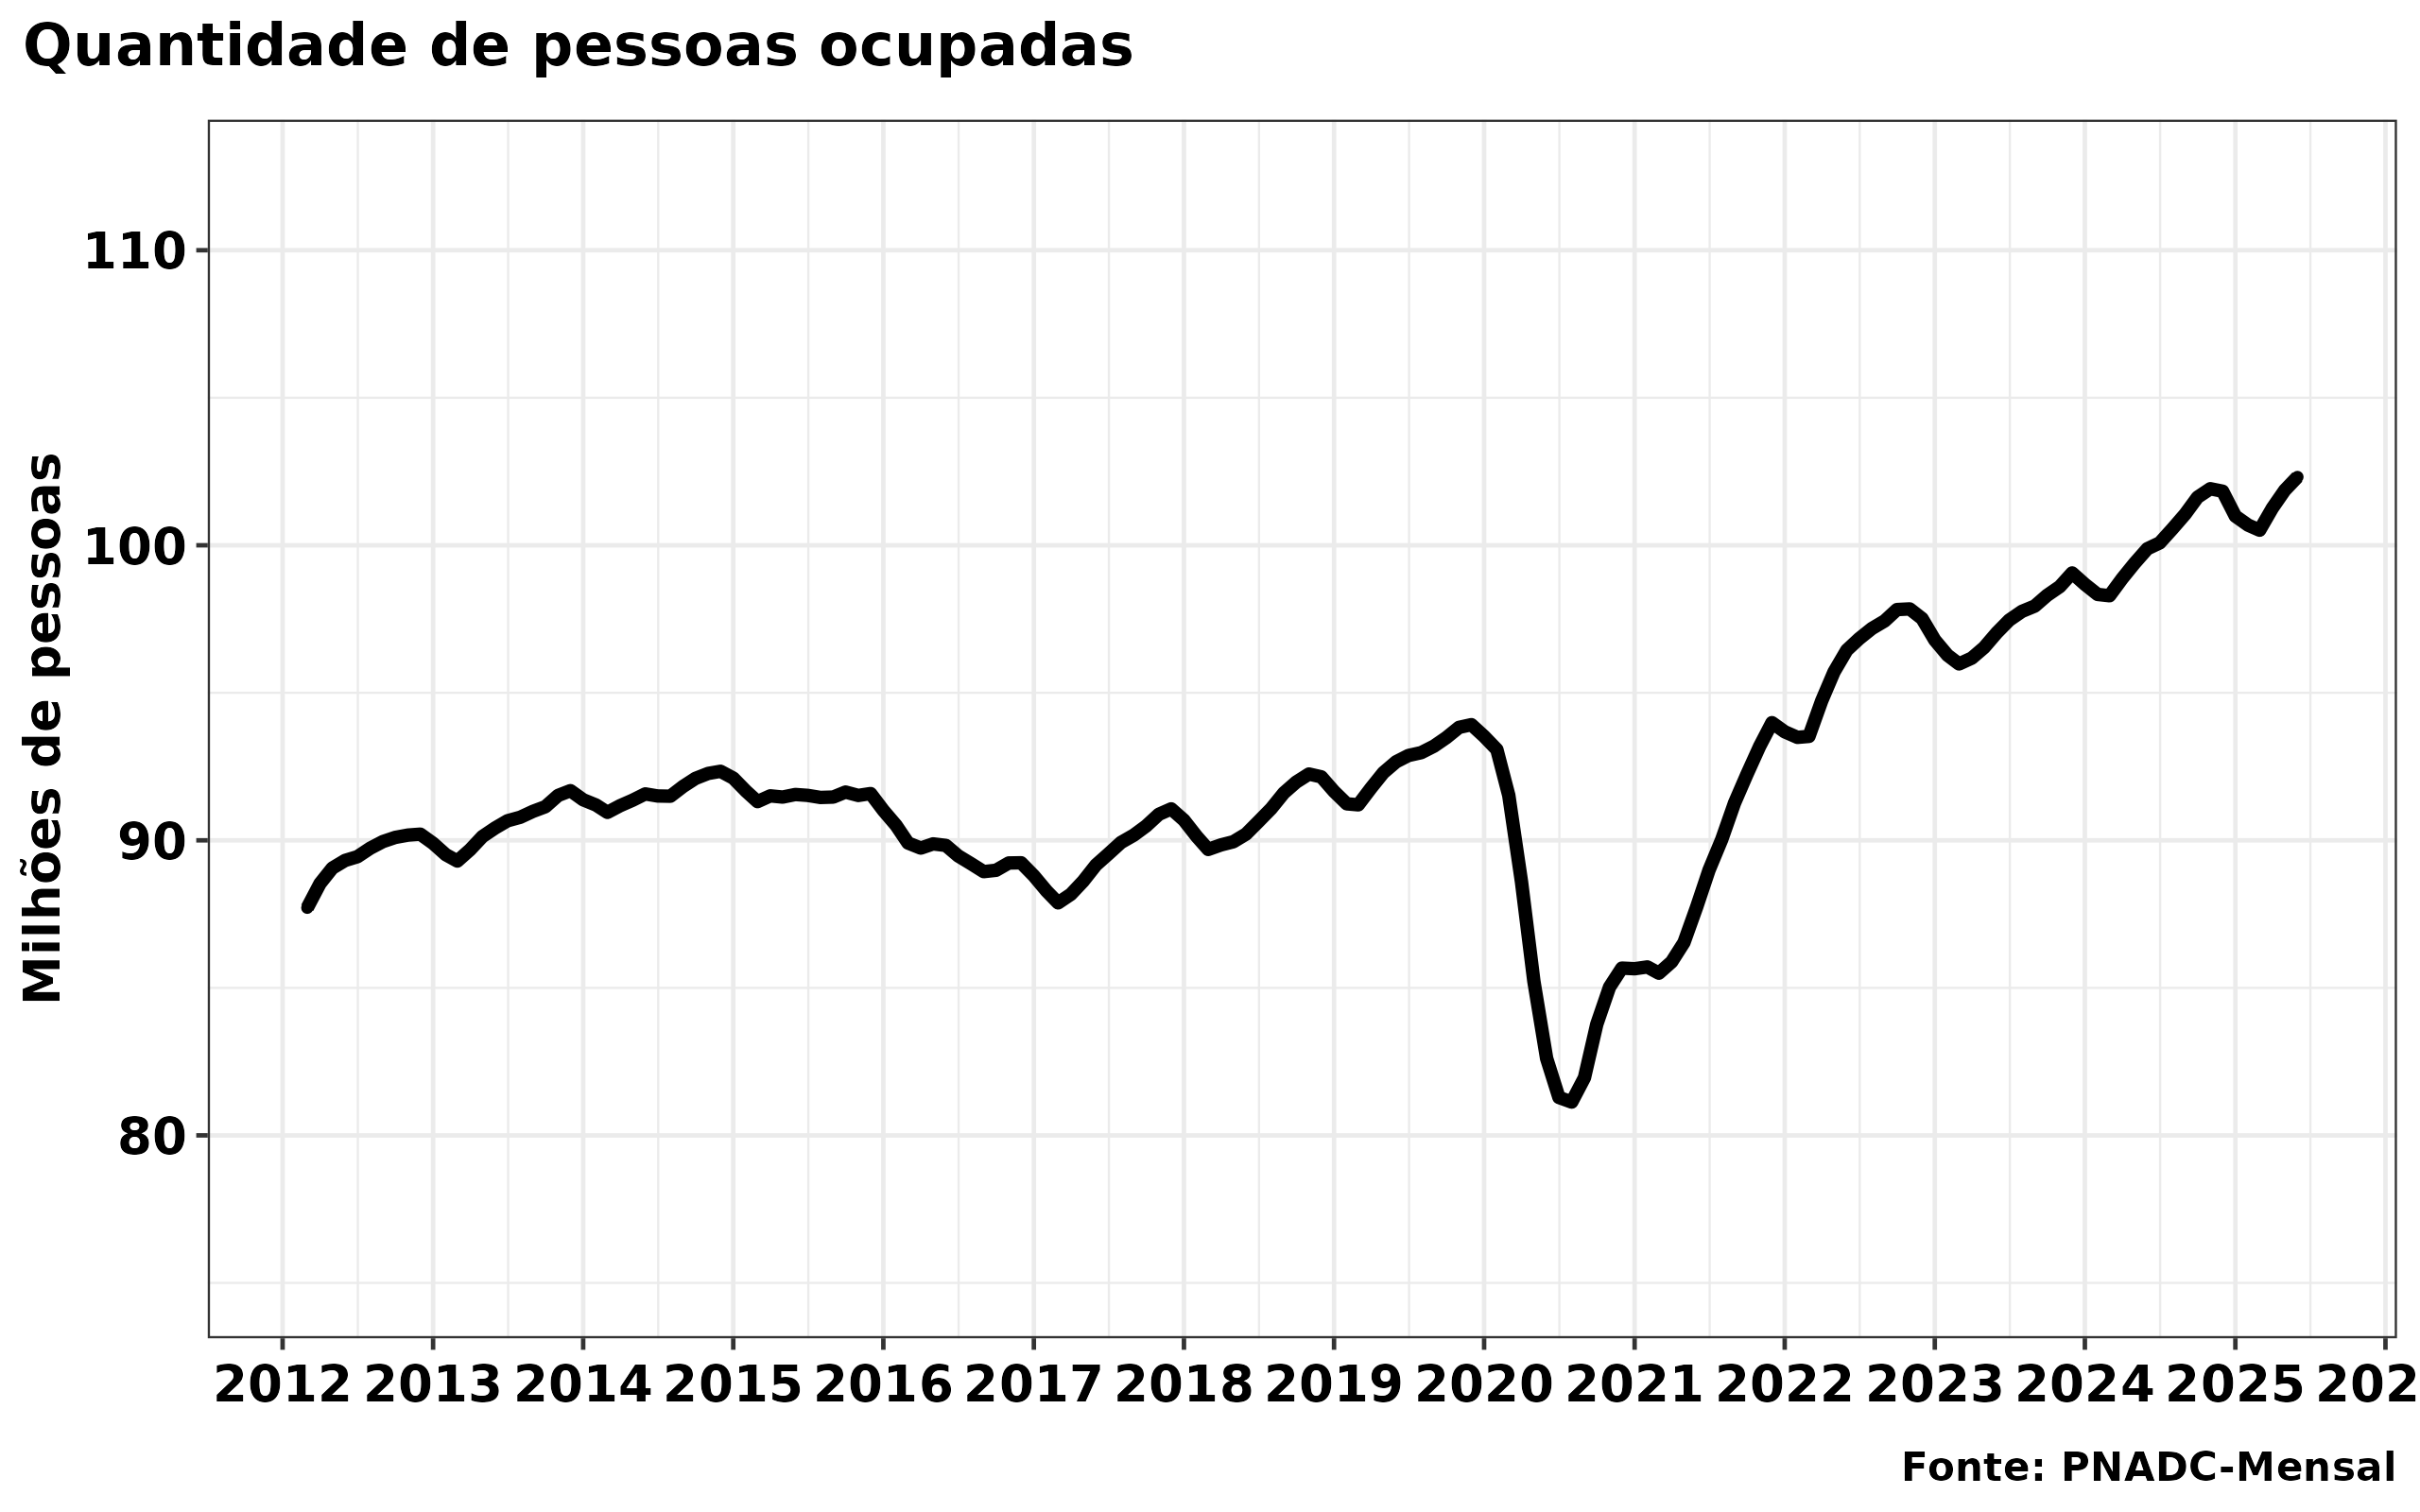 Quantidade de pessoas ocupadas
Milhões de pessoas
110
100
90
80
2012 2013 2014 2015 2016 2017 2018 2019 2020 2021 2022 2023 2024 2025 202
Fonte: PNADC-Mensal